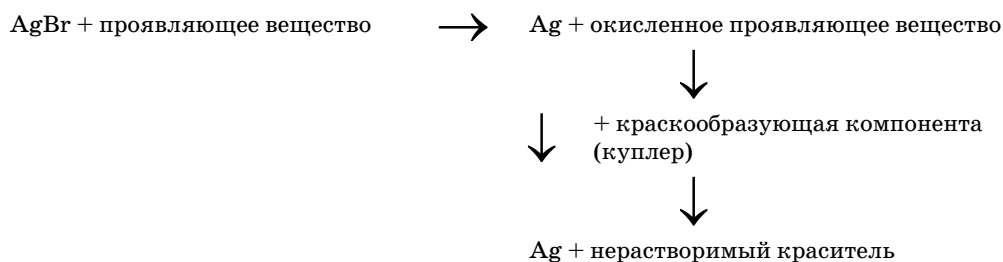 AgBr + проявляющее вещество → Ag + окисленное проявляющее вещество
+ краскообразующая компонента
(куплер)
Ag + нерастворимый краситель